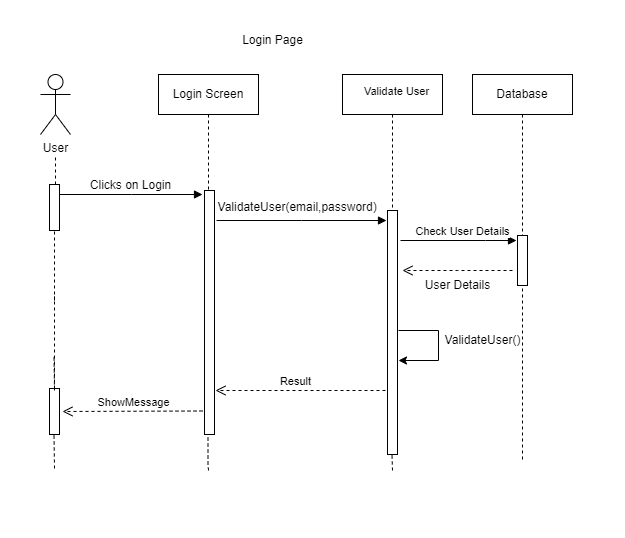 Login Page
Login Screen
Validate User
Database
User
Clicks on Login
ValidateUser(email,password)
Check User Details
User Details
ValidateUser()
Result
ShowMessage